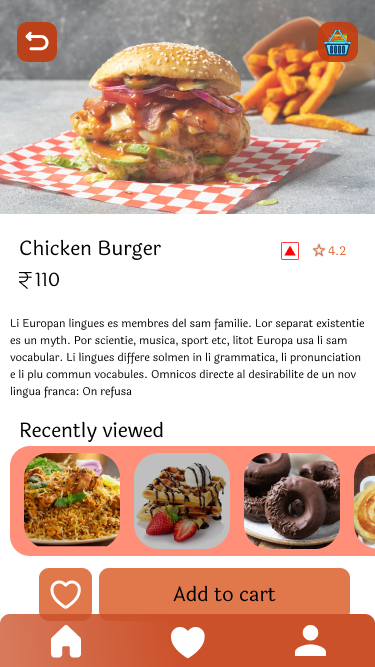 Chicken Burger
4.2
₹110
Li Europan lingues es membres del sam familie. Lor separat existentie
es un myth. Por scientie, musica, sport etc, litot Europa usa li sam
vocabular. Li lingues differe solmen in li grammatica, li pronunciation
e li plu commun vocabules. Omnicos directe al desirabilite de un nov
lingua franca: On refusa
Recently viewed
Add to cart